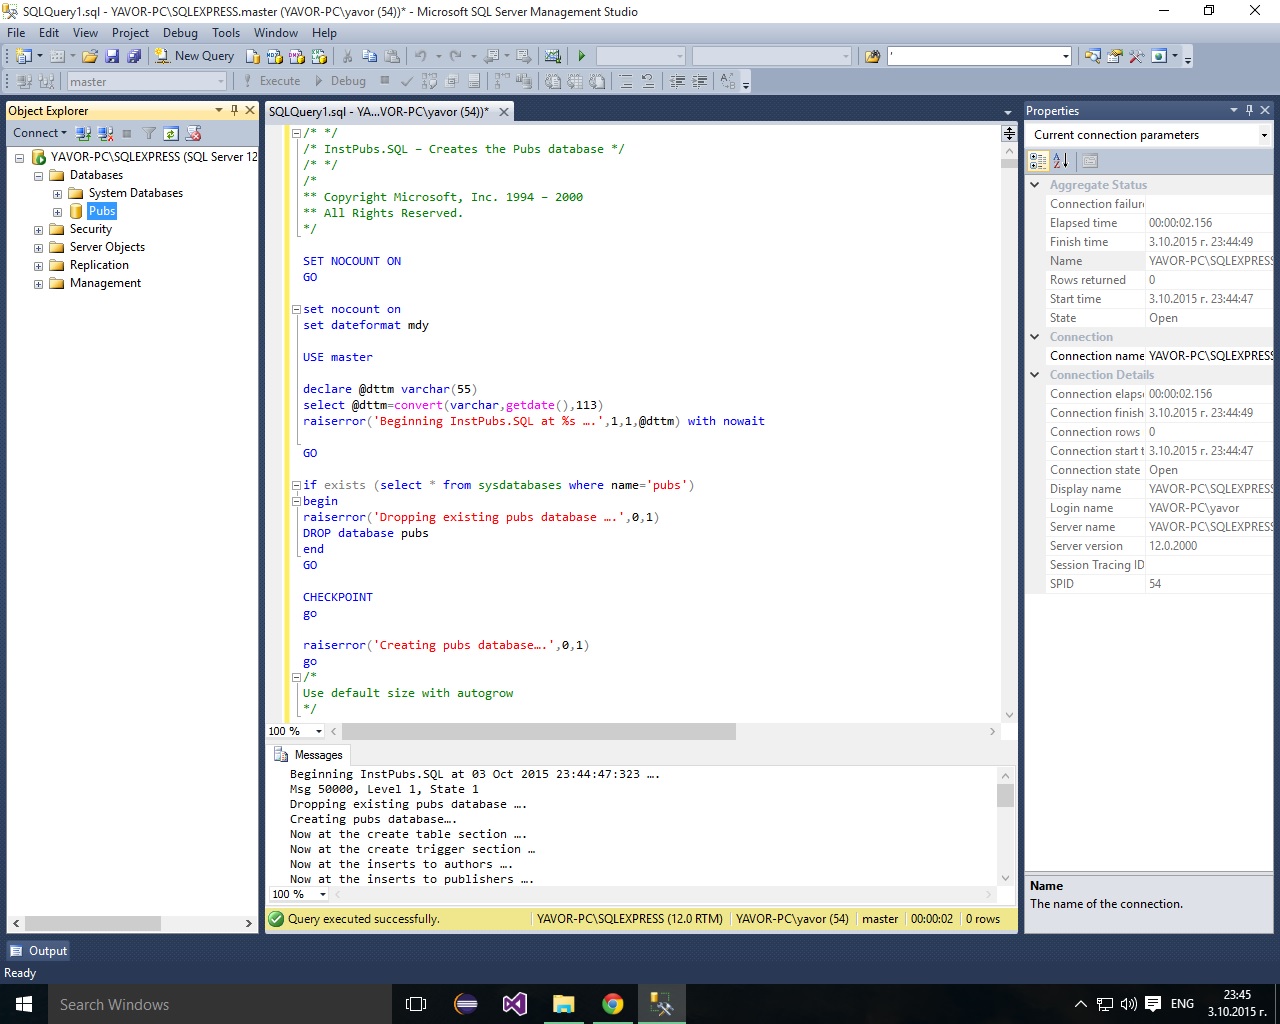 SQLQuery1.sql - YAVOR-PC\SQLEXPRESS.master (YAVOR-PC\yavor (54))* - Microsoft SQL Server Management Studio
File Edit View Project Debug Tools Window Help
New Query
'
master
Execute
Debug
Object Explorer
Connect
YAVOR-PC\SQLEXPRESS (SQL Server 12
Databases
System Databases
Pubs
Security
Server Objects
Replication
Management
SQLQuery1.sql - YA...VOR-PC\yavor (54))*
/* */
/* InstPubs.SQL – Creates the Pubs database */
/* */
/*
** Copyright Microsoft, Inc. 1994 – 2000
** All Rights Reserved.
*/
SET NOCOUNT ON
GO
set nocount on
set dateformat mdy
USE master
declare @dttm varchar(55)
select @dttm=convert(varchar,getdate(),113)
raiserror('Beginning InstPubs.SQL at %s ….',1,1,@dttm) with nowait
GO
if exists (select * from sysdatabases where name='pubs')
begin
raiserror('Dropping existing pubs database ….',0,1)
DROP database pubs
end
GO
CHECKPOINT
go
raiserror('Creating pubs database….',0,1)
go
/*
Use default size with autogrow
*/
100 %
Messages
Beginning InstPubs.SQL at 03 Oct 2015 23:44:47:323 ….
Msg 50000, Level 1, State 1
Dropping existing pubs database ….
Creating pubs database….
Now at the create table section ….
Now at the create trigger section …
Now at the inserts to authors ….
Now at the inserts to publishers ….
100 %
Query executed successfully.
YAVOR-PC\SQLEXPRESS (12.0 RTM)
YAVOR-PC\yavor (54)
master
00:00:02
0 rows
Properties
Current connection parameters
Aggregate Status
Connection failure
Elapsed time 00:00:02.156
Finish time 3.10.2015 г. 23:44:49
Name YAVOR-PC\SQLEXPRESS
Rows returned 0
Start time 3.10.2015 г. 23:44:47
State Open
Connection
Connection name YAVOR-PC\SQLEXPRESS
Connection Details
Connection elaps 00:00:02.156
Connection finish 3.10.2015 г. 23:44:49
Connection rows 0
Connection start t 3.10.2015 г. 23:44:47
Connection state Open
Display name YAVOR-PC\SQLEXPRESS
Login name YAVOR-PC\yavor
Server name YAVOR-PC\SQLEXPRESS
Server version 12.0.2000
Session Tracing ID
SPID 54
Name
The name of the connection.
Output
Ready
Search Windows
ENG
23:45
3.10.2015 г.